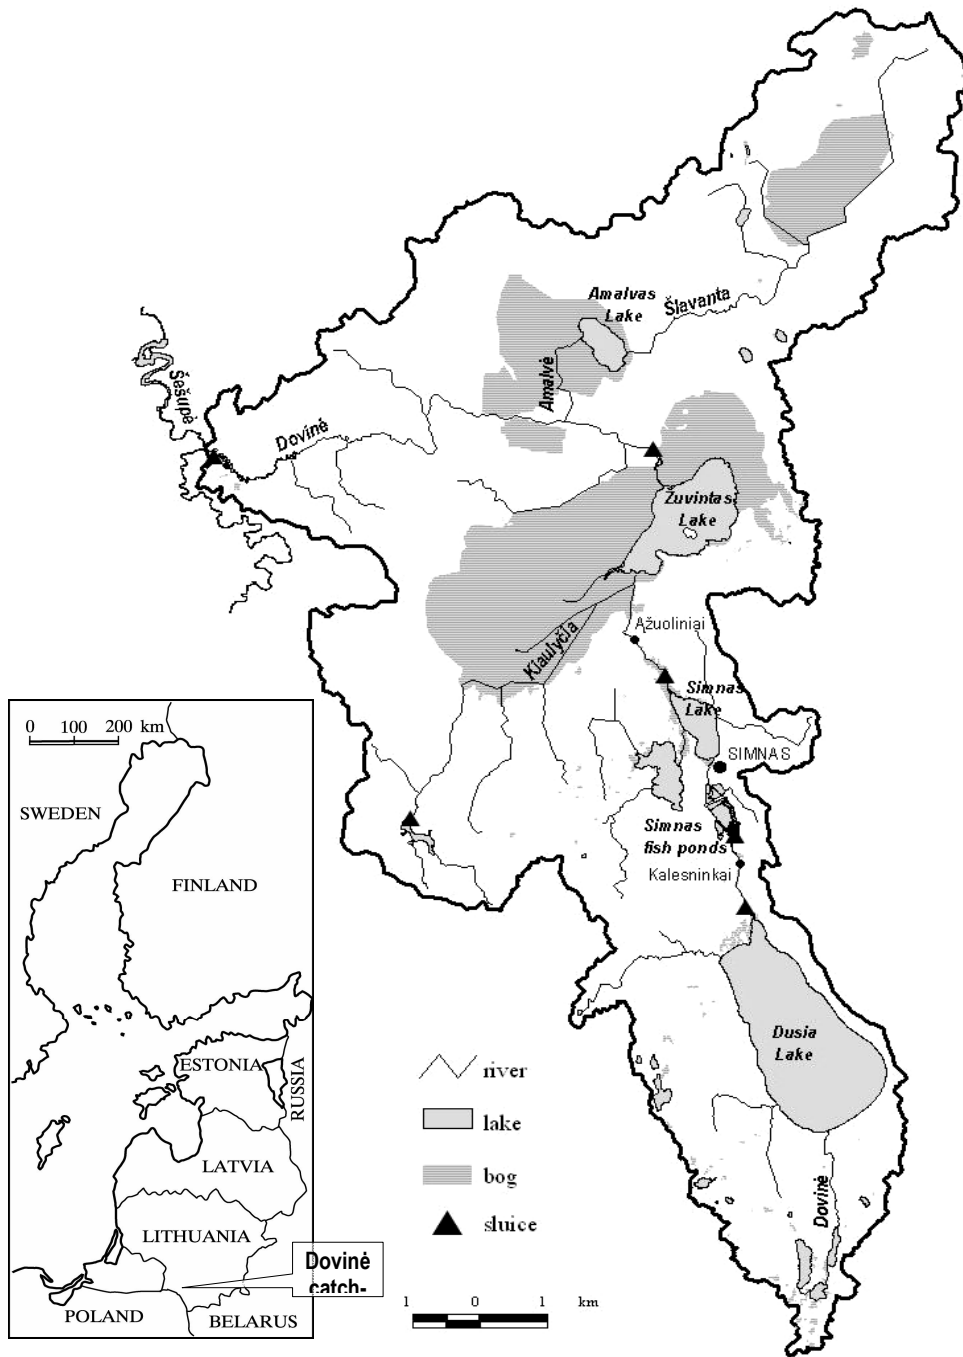 Amalvas
Lake
Šlavanta
Amalvė
Šešupė
Dovinė
Žuvintas
Lake
Ąžuoliniai
Kiaulyčia
Simnas
Lake
SIMNAS
Simnas
fish ponds
Kalesninkai
Dusia
Lake
Dovinė
0 100 200 km
SWEDEN
FINLAND
ESTONIA
RUSSIA
LATVIA
LITHUANIA
POLAND
BELARUS
Dovinė
catch-
river
lake
bog
sluice
1 0 1 km